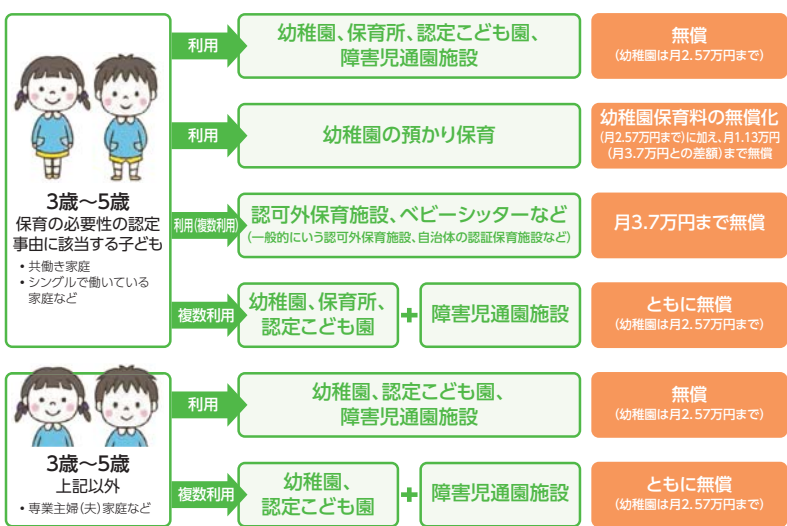 3歳～5歳
保育の必要性の認定
事由に該当する子ども
• 共働き家庭
• シングルで働いている
家庭など
利用
幼稚園、保育所、認定こども園、
障害児通園施設
無償
(幼稚園は月2.57万円まで)
利用
幼稚園の預かり保育
幼稚園保育料の無償化
(月2.57万円まで)に加え、月1.13万円
(月3.7万円との差額)まで無償
利用(複数利用)
認可外保育施設、ベビーシッターなど
(一般的にいう認可外保育施設、自治体の認証保育施設など)
月3.7万円まで無償
複数利用
幼稚園、保育所、
認定こども園
+
障害児通園施設
ともに無償
(幼稚園は月2.57万円まで)
3歳～5歳
上記以外
• 専業主婦(夫)家庭など
利用
幼稚園、認定こども園、
障害児通園施設
無償
(幼稚園は月2.57万円まで)
複数利用
幼稚園、
認定こども園
+
障害児通園施設
ともに無償
(幼稚園は月2.57万円まで)